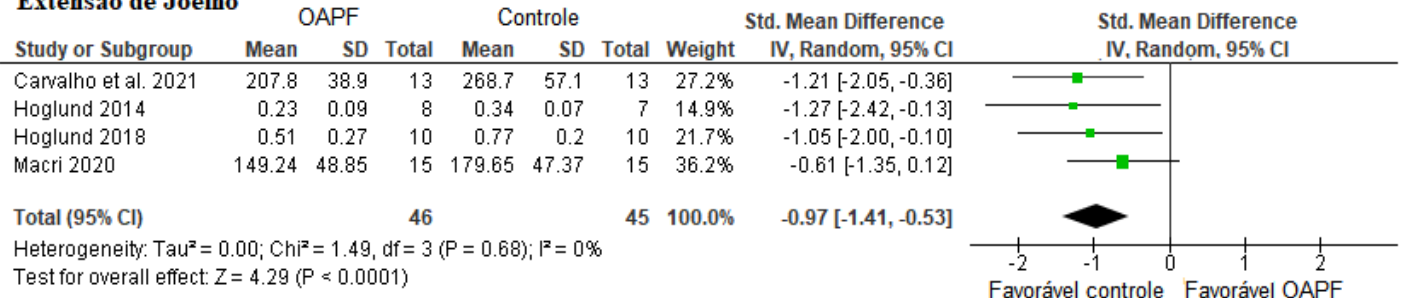 Extensão de Joelho
OAPF Controle Std. Mean Difference Std. Mean Difference
Study or Subgroup Mean SD Total Mean SD Total Weight IV, Random, 95% CI IV, Random, 95% CI
Carvalho et al. 2021 207.8 38.9 13 268.7 57.1 13 27.2% -1.21 [-2.05, -0.36]
Hoglund 2014 0.23 0.09 8 0.34 0.07 7 14.9% -1.27 [-2.42, -0.13]
Hoglund 2018 0.51 0.27 10 0.77 0.2 10 21.7% -1.05 [-2.00, -0.10]
Macri 2020 149.24 48.85 15 179.65 47.37 15 36.2% -0.61 [-1.35, 0.12]
Total (95% CI) 46 45 100.0% -0.97 [-1.41, -0.53]
Heterogeneity: Tau² = 0.00; Chi² = 1.49, df = 3 (P = 0.68); I² = 0%
Test for overall effect: Z = 4.29 (P < 0.0001)
-2 -1 0 1 2
Favorável controle Favorável OAPF